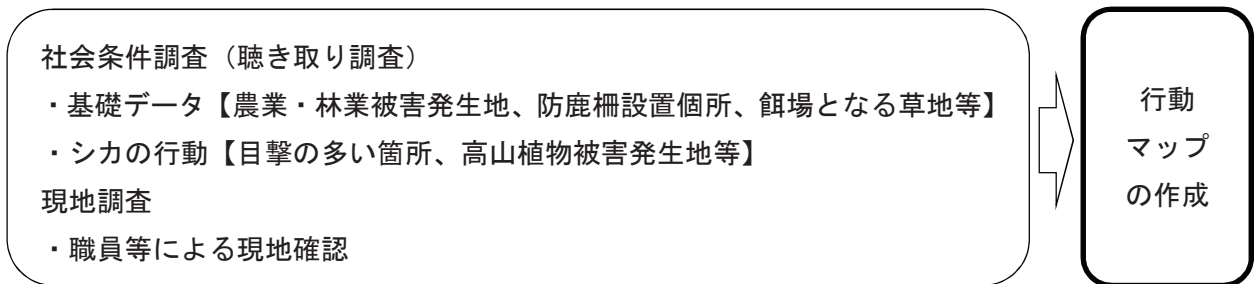 社会条件調査（聴き取り調査）
・基礎データ【農業・林業被害発生地、防鹿柵設置個所、餌場となる草地等】
・シカの行動【目撃の多い箇所、高山植物被害発生地等】
現地調査
・職員等による現地確認
行動
マップ
の作成